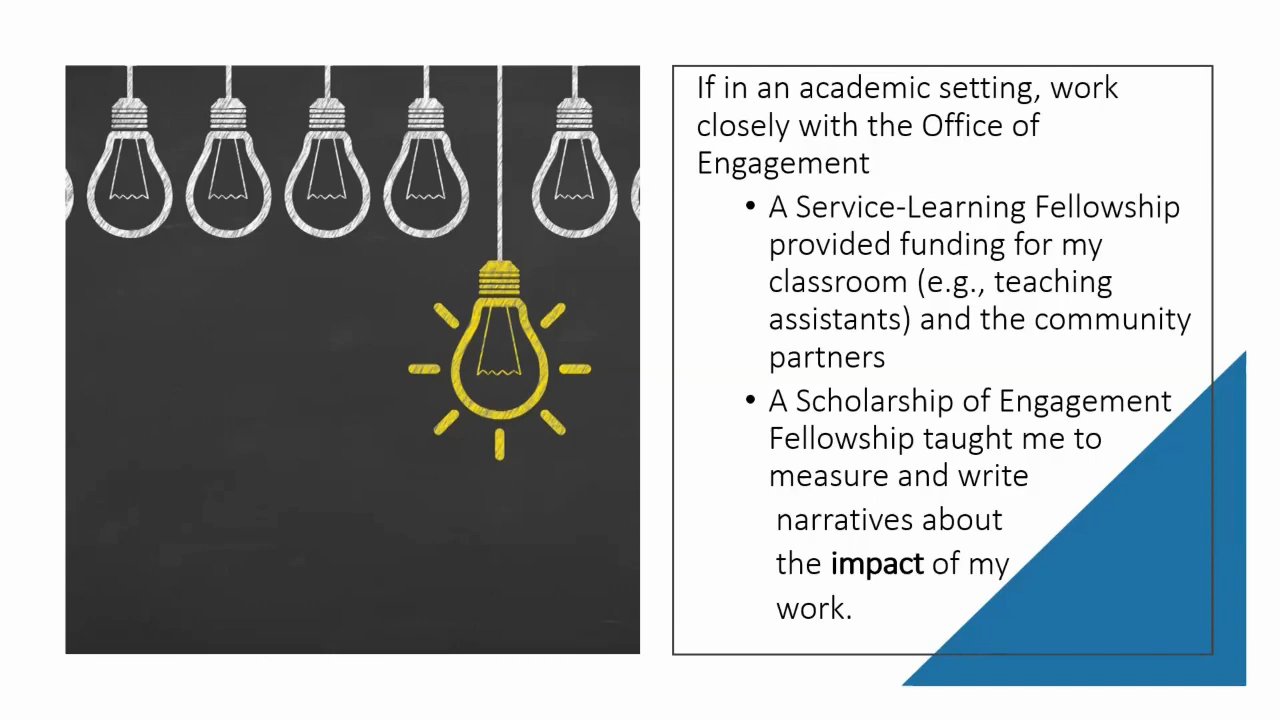 If in an academic setting, work
closely with the Office of
Engagement
• A Service-Learning Fellowship
provided funding for my
classroom (e.g., teaching
assistants) and the community
partners
• A Scholarship of Engagement
Fellowship taught me to
measure and write
narratives about
the impact of my
work.